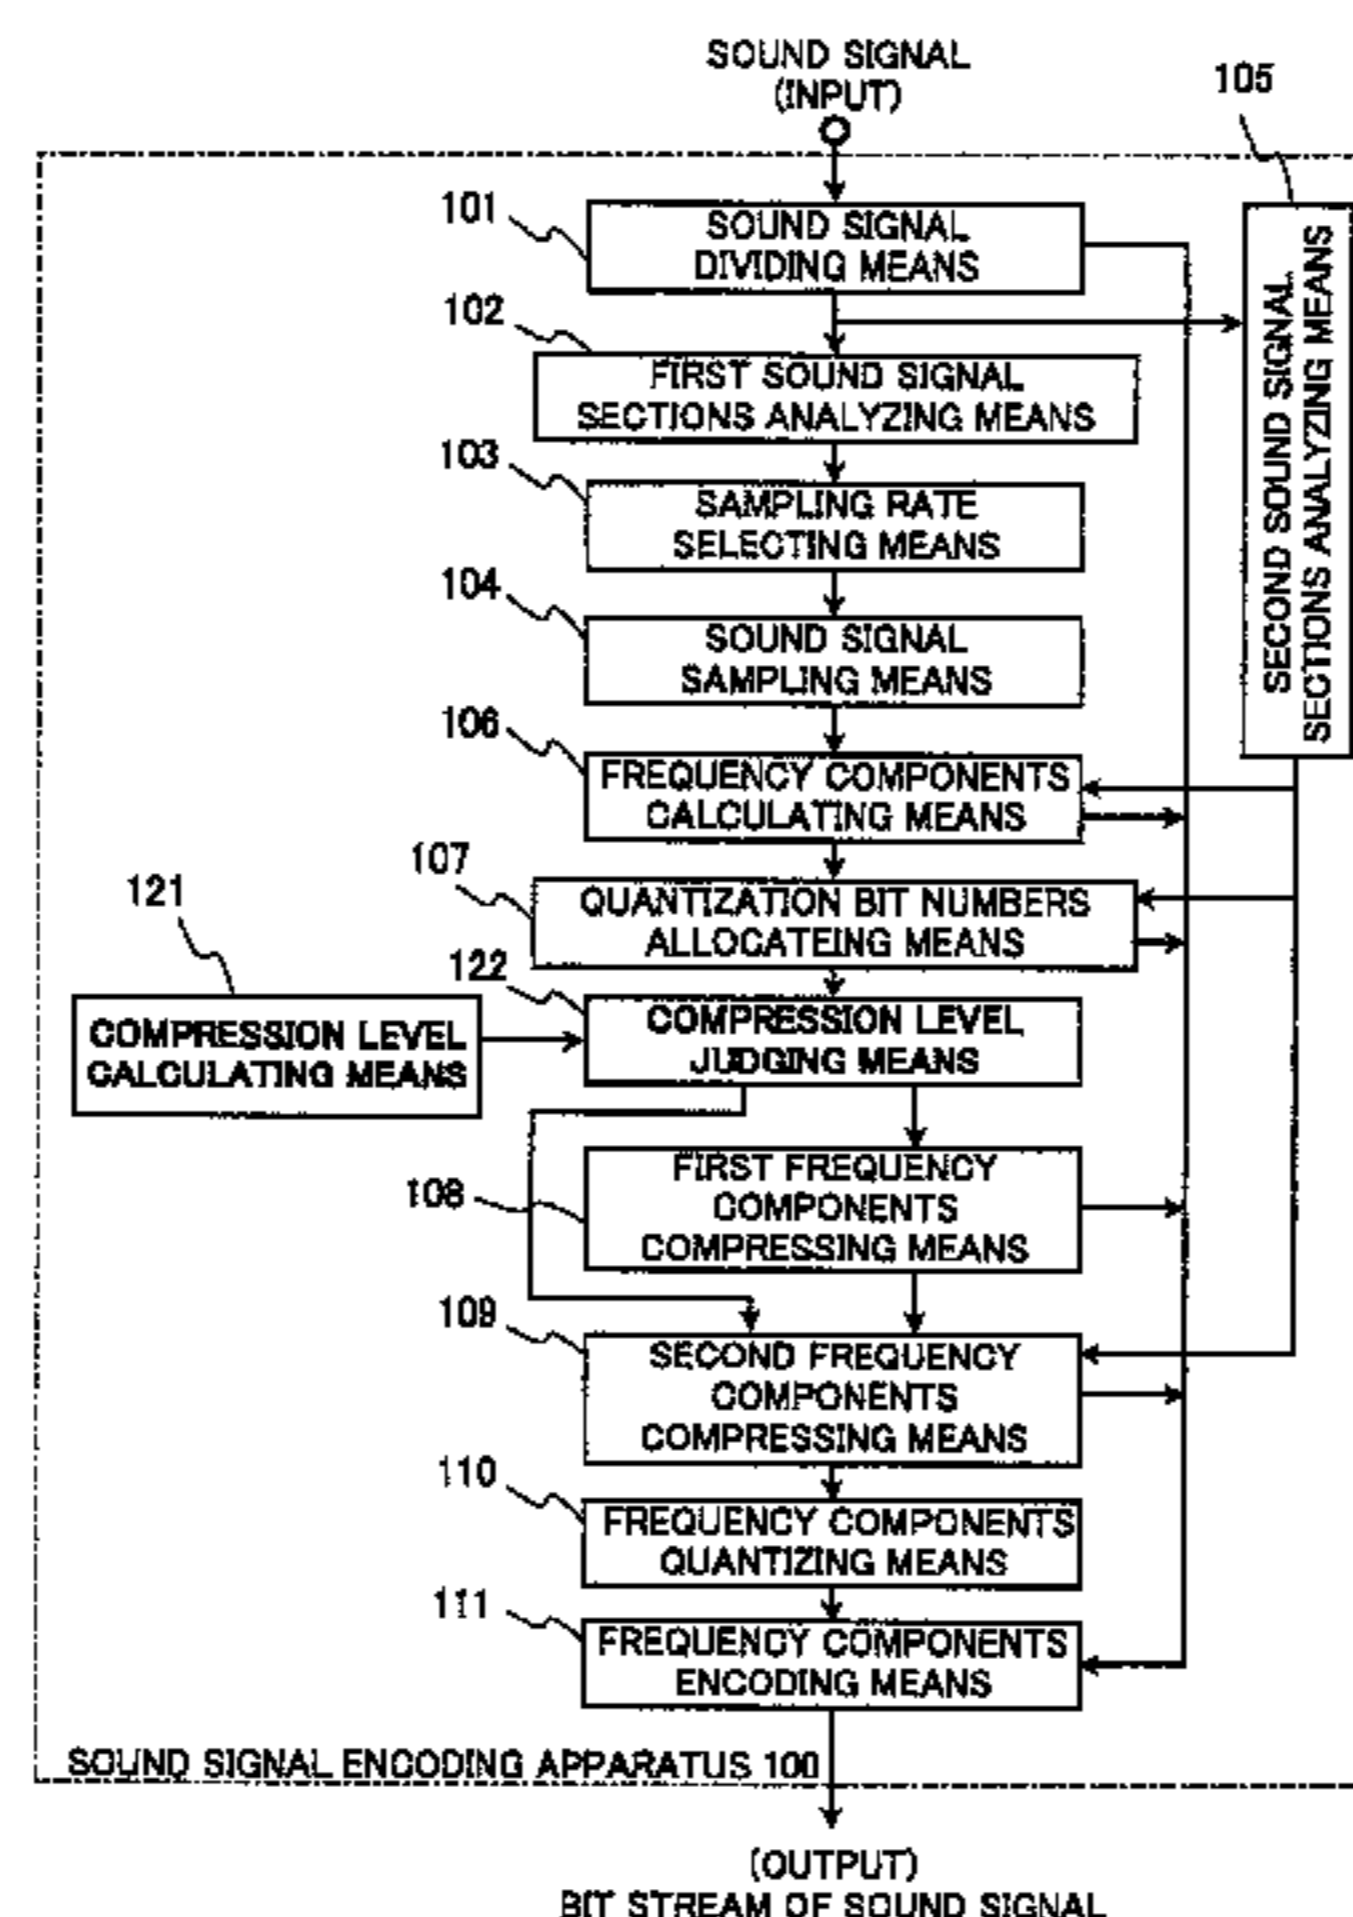 SOUND SIGNAL
(INPUT)
105
101
SOUND SIGNAL
DIVIDING MEANS
SECOND SOUND SIGNAL
SECTIONS ANALYZING MEANS
102
FIRST SOUND SIGNAL
SECTIONS ANALYZING MEANS
103
SAMPLING RATE
SELECTING MEANS
104
SOUND SIGNAL
SAMPLING MEANS
106
FREQUENCY COMPONENTS
CALCULATING MEANS
107
QUANTIZATION BIT NUMBERS
ALLOCATEING MEANS
121
COMPRESSION LEVEL
CALCULATING MEANS
122
COMPRESSION LEVEL
JUDGING MEANS
108
FIRST FREQUENCY
COMPONENTS
COMPRESSING MEANS
109
SECOND FREQUENCY
COMPONENTS
COMPRESSING MEANS
110
FREQUENCY COMPONENTS
QUANTIZING MEANS
111
FREQUENCY COMPONENTS
ENCODING MEANS
SOUND SIGNAL ENCODING APPARATUS 100
(OUTPUT)
BIT STREAM OF SOUND SIGNAL